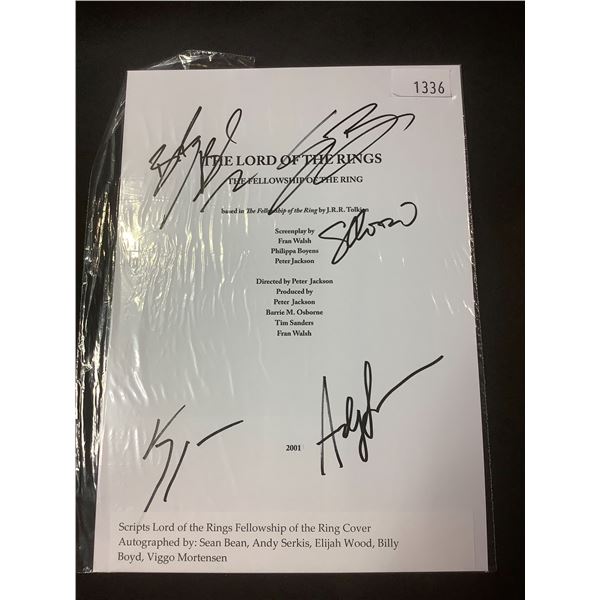 1336
THE LORD OF THE RINGS
THE FELLOWSHIP OF THE RING
based in The Fellowship of the Ring by J.R.R. Tolkien
Screenplay by
Fran Walsh
Philippa Boyens
Peter Jackson
Directed by Peter Jackson
Produced by
Peter Jackson
Barrie M. Osborne
Tim Sanders
Fran Walsh
2001
Scripts Lord of the Rings Fellowship of the Ring Cover
Autographed by: Sean Bean, Andy Serkis, Elijah Wood, Billy
Boyd, Viggo Mortensen